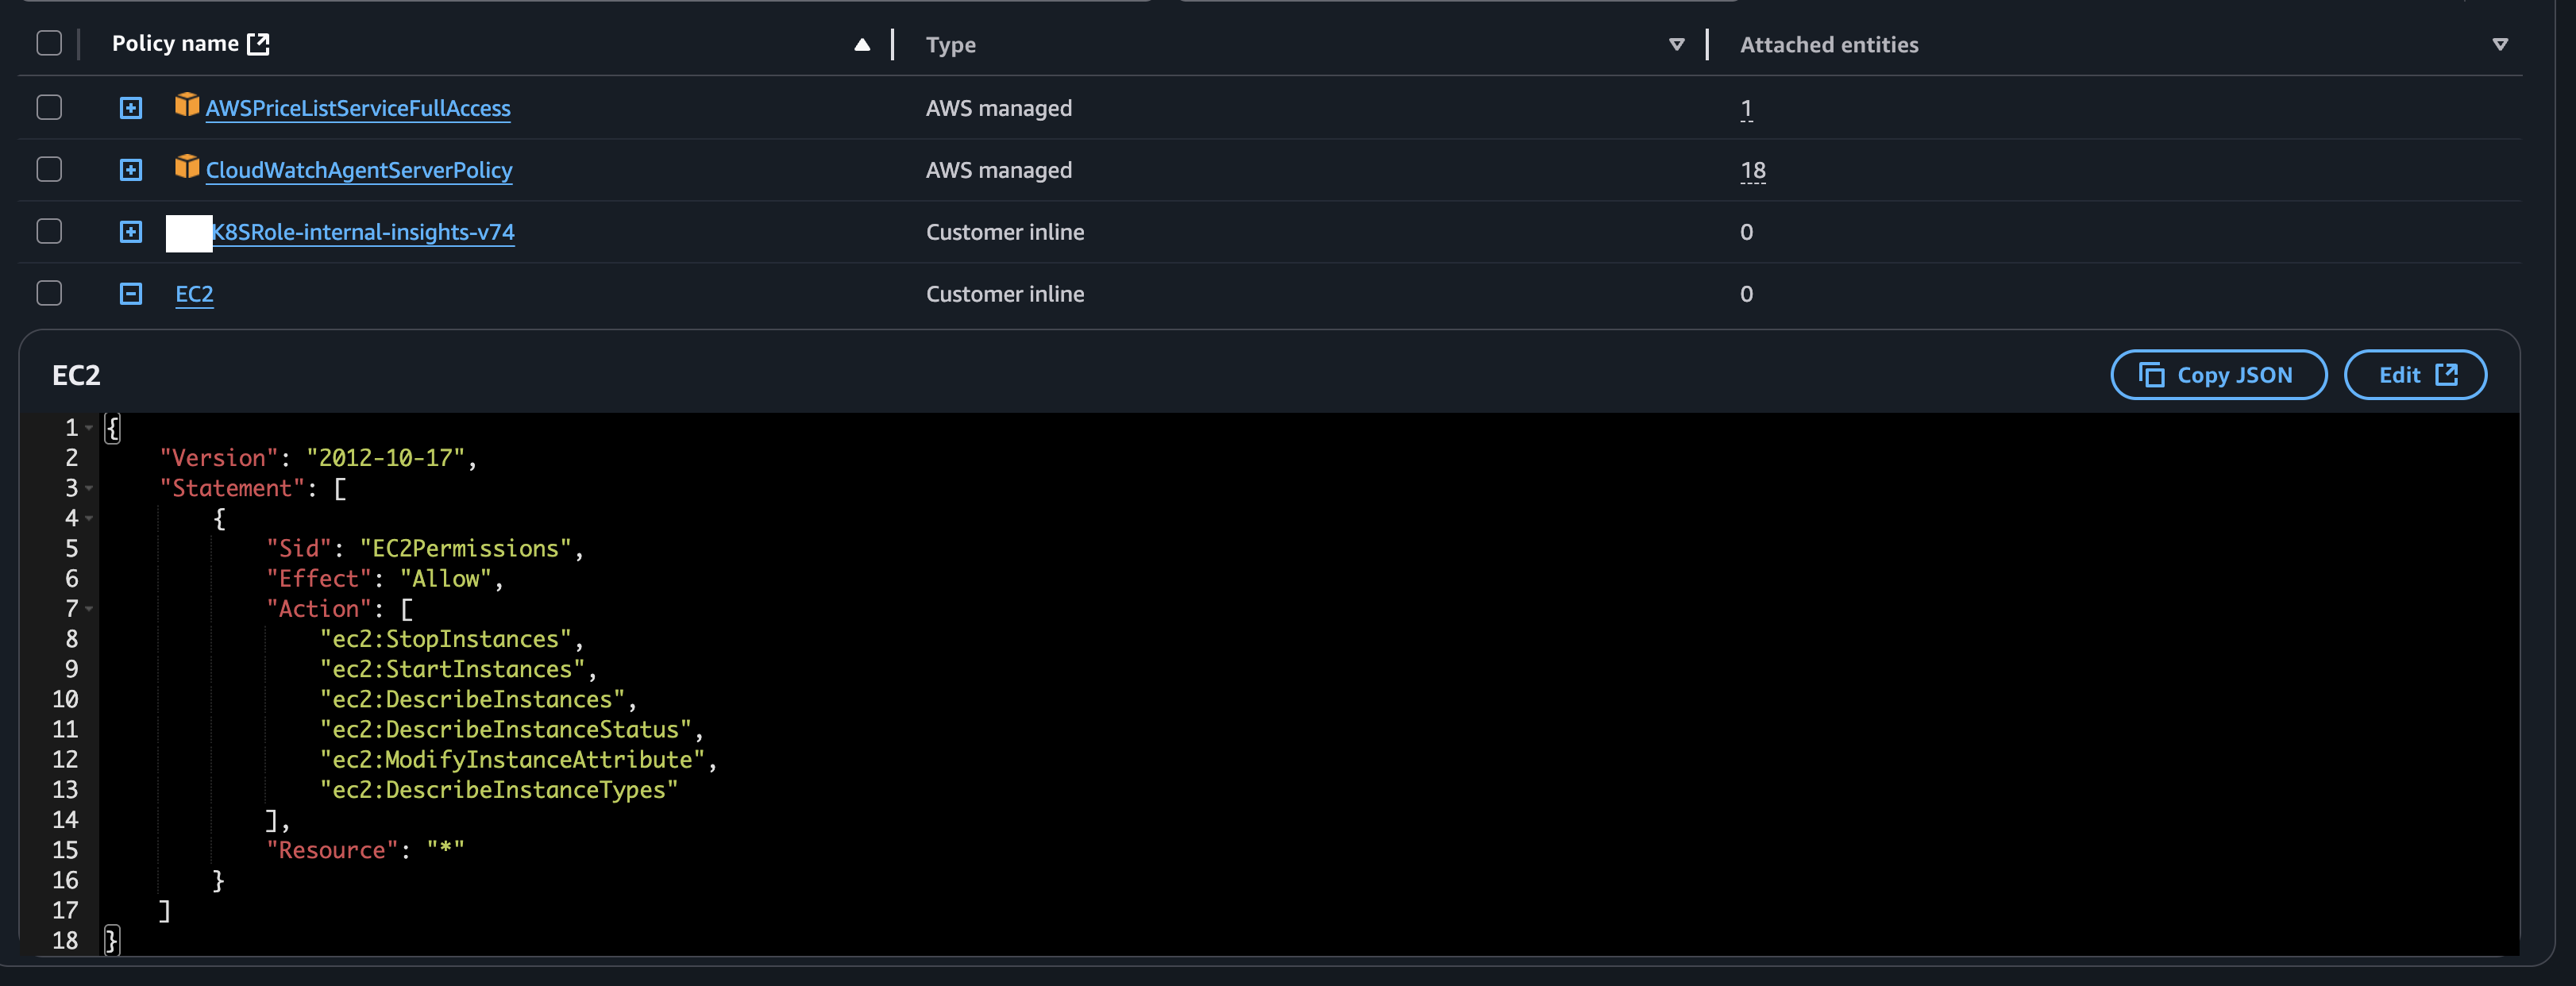 Policy name Type Attached entities
AWSPriceListServiceFullAccess AWS managed 1
CloudWatchAgentServerPolicy AWS managed 18
K8SRole-internal-insights-v74 Customer inline 0
EC2 Customer inline 0
EC2 Copy JSON Edit
1 {
2 "Version": "2012-10-17",
3 "Statement": [
4 {
5 "Sid": "EC2Permissions",
6 "Effect": "Allow",
7 "Action": [
8 "ec2:StopInstances",
9 "ec2:StartInstances",
10 "ec2:DescribeInstances",
11 "ec2:DescribeInstanceStatus",
12 "ec2:ModifyInstanceAttribute",
13 "ec2:DescribeInstanceTypes"
14 ],
15 "Resource": "*"
16 }
17 ]
18 }